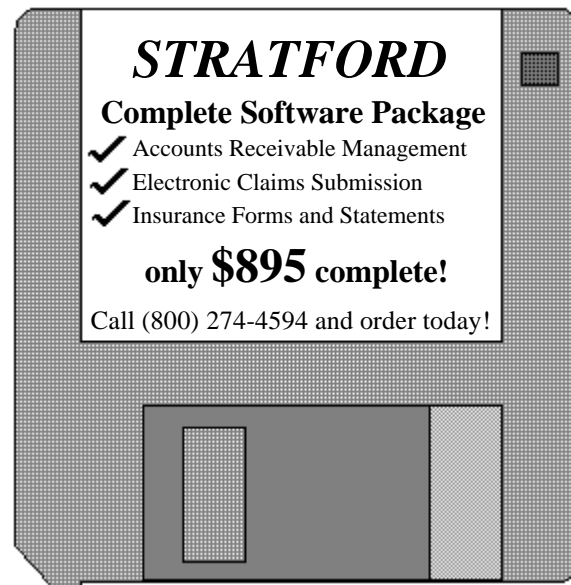 STRATFORD
Complete Software Package
Accounts Receivable Management
Electronic Claims Submission
Insurance Forms and Statements
only $895 complete!
Call (800) 274-4594 and order today!